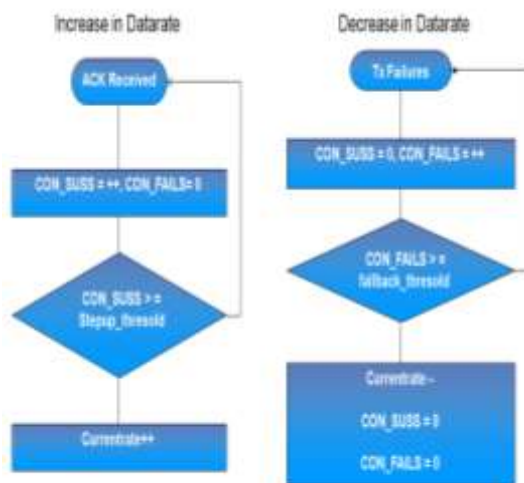 Increase in Datarate
ACK Received
CON_SUSS = ++, CON_FAILS= 0
CON_SUSS > =
Stepup_thresold
Currentrate++
Decrease in Datarate
Tx Failures
CON_SUSS = 0, CON_FAILS = ++
CON_FAILS > =
fallback_thresold
Currentrate --
CON_SUSS = 0
CON_FAILS = 0